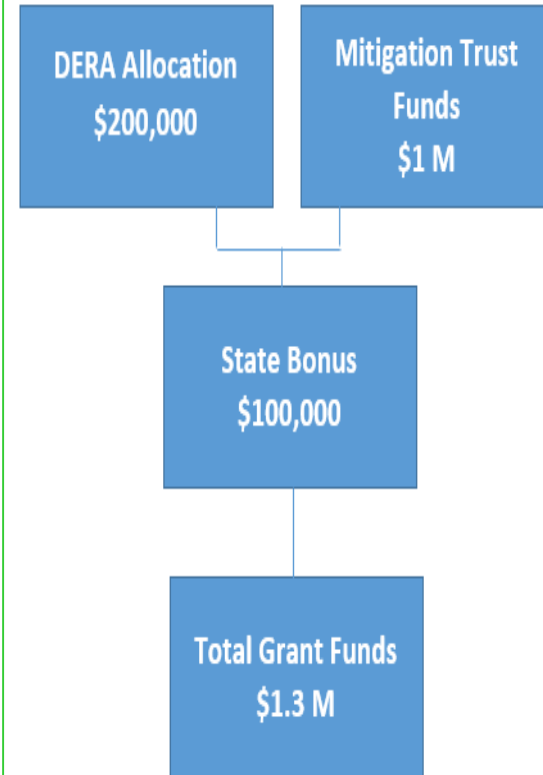 DERA Allocation
$200,000
Mitigation Trust
Funds
$1 M
State Bonus
$100,000
Total Grant Funds
$1.3 M